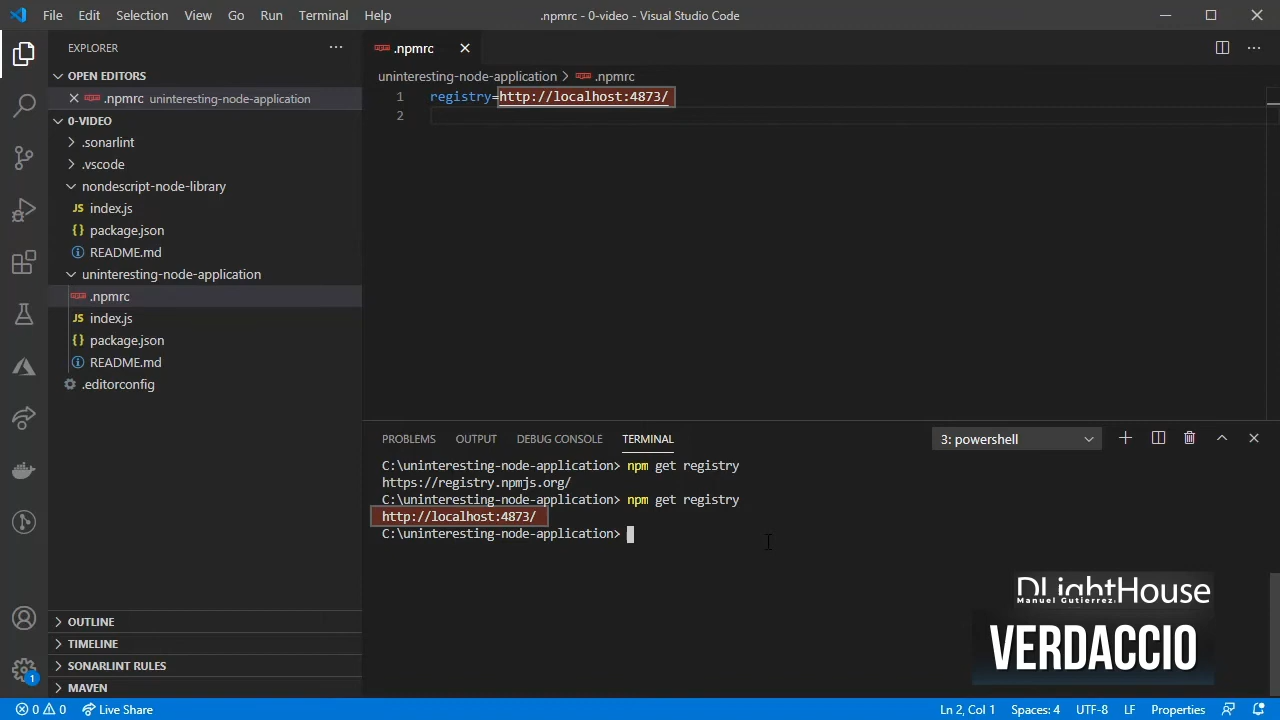 File Edit Selection View Go Run Terminal Help .npmrc - 0-video - Visual Studio Code
EXPLORER
OPEN EDITORS
.npmrc uninteresting-node-application
0-VIDEO
.sonarlint
.vscode
nondescript-node-library
JS index.js
{} package.json
README.md
uninteresting-node-application
.npmrc
JS index.js
{} package.json
README.md
.editorconfig
OUTLINE
TIMELINE
SONARLINT RULES
MAVEN
.npmrc
uninteresting-node-application > .npmrc
1 registry=http://localhost:4873/
2
PROBLEMS OUTPUT DEBUG CONSOLE TERMINAL 3: powershell
C:\uninteresting-node-application> npm get registry
https://registry.npmjs.org/
C:\uninteresting-node-application> npm get registry
http://localhost:4873/
C:\uninteresting-node-application>
DLightHouse
Manuel Gutierrez
VERDACCIO
1
0 0 Live Share Ln 2, Col 1 Spaces: 4 UTF-8 LF Properties